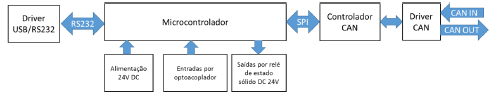 Driver
USB/RS232
RS232
Microcontrolador
SPI
Controlador
CAN
Driver
CAN
CAN IN
CAN OUT
Alimentação
24V DC
Entradas por
optoacoplador
Saídas por relé
de estado
sólido DC 24V